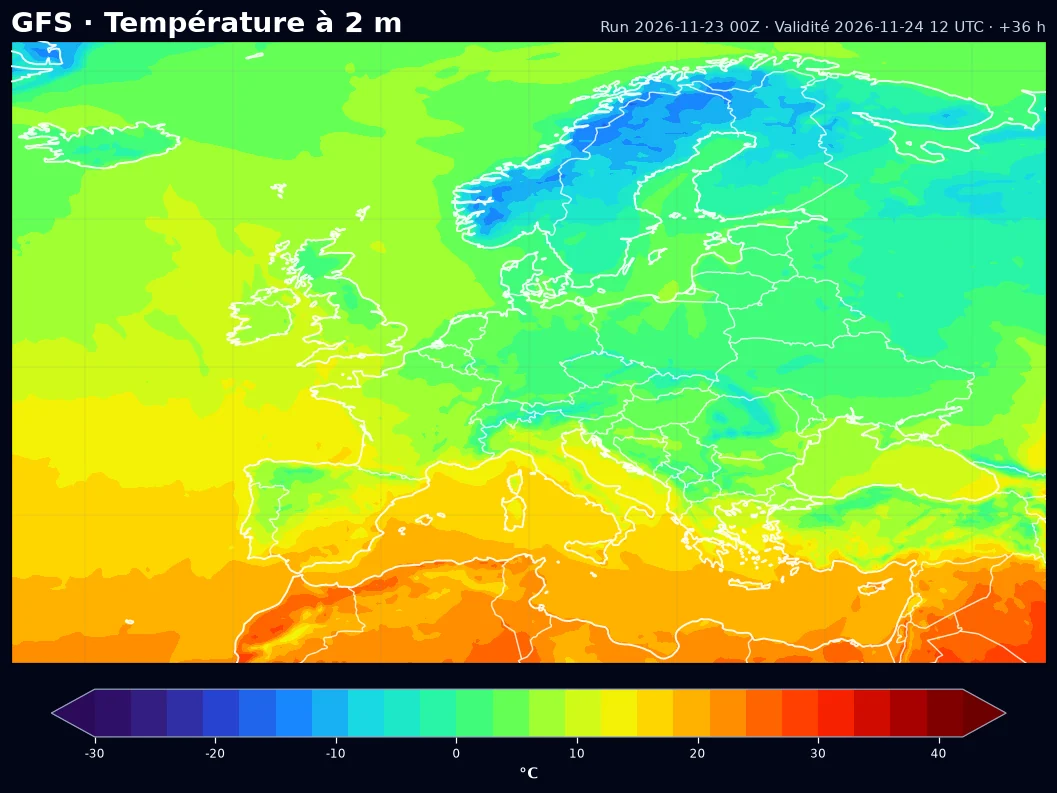 GFS · Température à 2 m
Run 2026-11-23 00Z · Validité 2026-11-24 12 UTC · +36 h
-30 -20 -10 0 10 20 30 40
°C